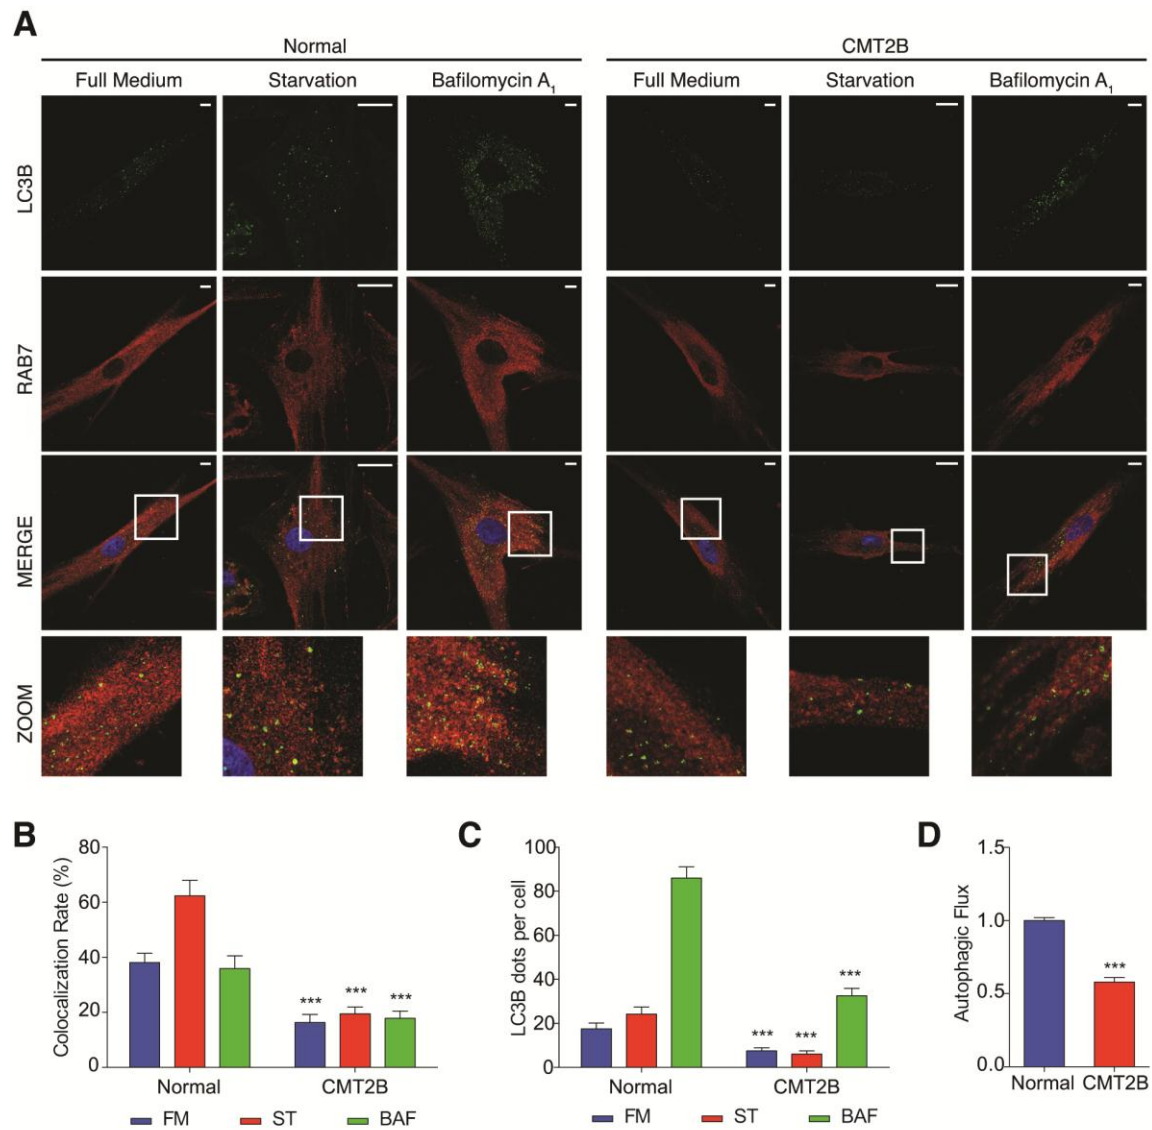 A
Normal
CMT2B
Full Medium
Starvation
Bafilomycin A1
Full Medium
Starvation
Bafilomycin A1
LC3B
RAB7
MERGE
ZOOM
B
Colocalization Rate (%)
80
60
40
20
0
*** *** ***
Normal
CMT2B
FM ST BAF
C
LC3B dots per cell
100
80
60
40
20
0
*** *** ***
Normal
CMT2B
FM ST BAF
D
Autophagic Flux
1.5
1.0
0.5
0.0
***
Normal CMT2B